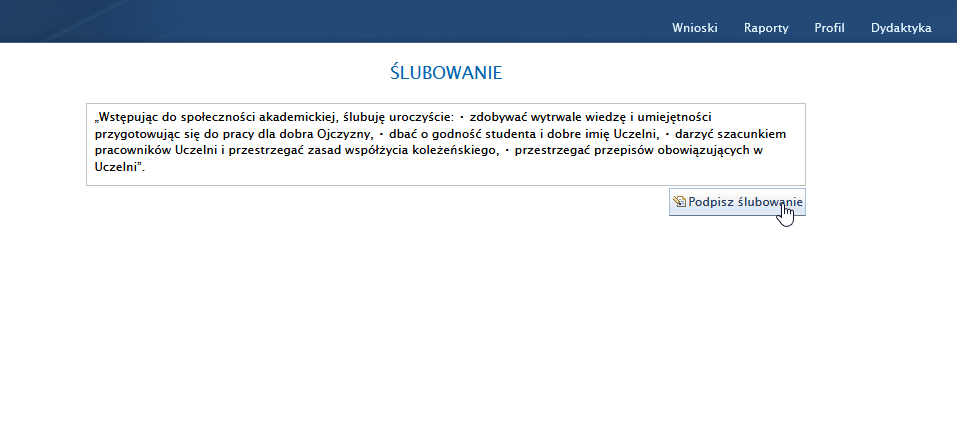 Wnioski Raporty Profil Dydaktyka
ŚLUBOWANIE
„Wstępując do społeczności akademickiej, ślubuję uroczyście: • zdobywać wytrwale wiedzę i umiejętności
przygotowując się do pracy dla dobra Ojczyzny, • dbać o godność studenta i dobre imię Uczelni, • darzyć szacunkiem
pracowników Uczelni i przestrzegać zasad współżycia koleżeńskiego, • przestrzegać przepisów obowiązujących w
Uczelni”.
Podpisz ślubowanie